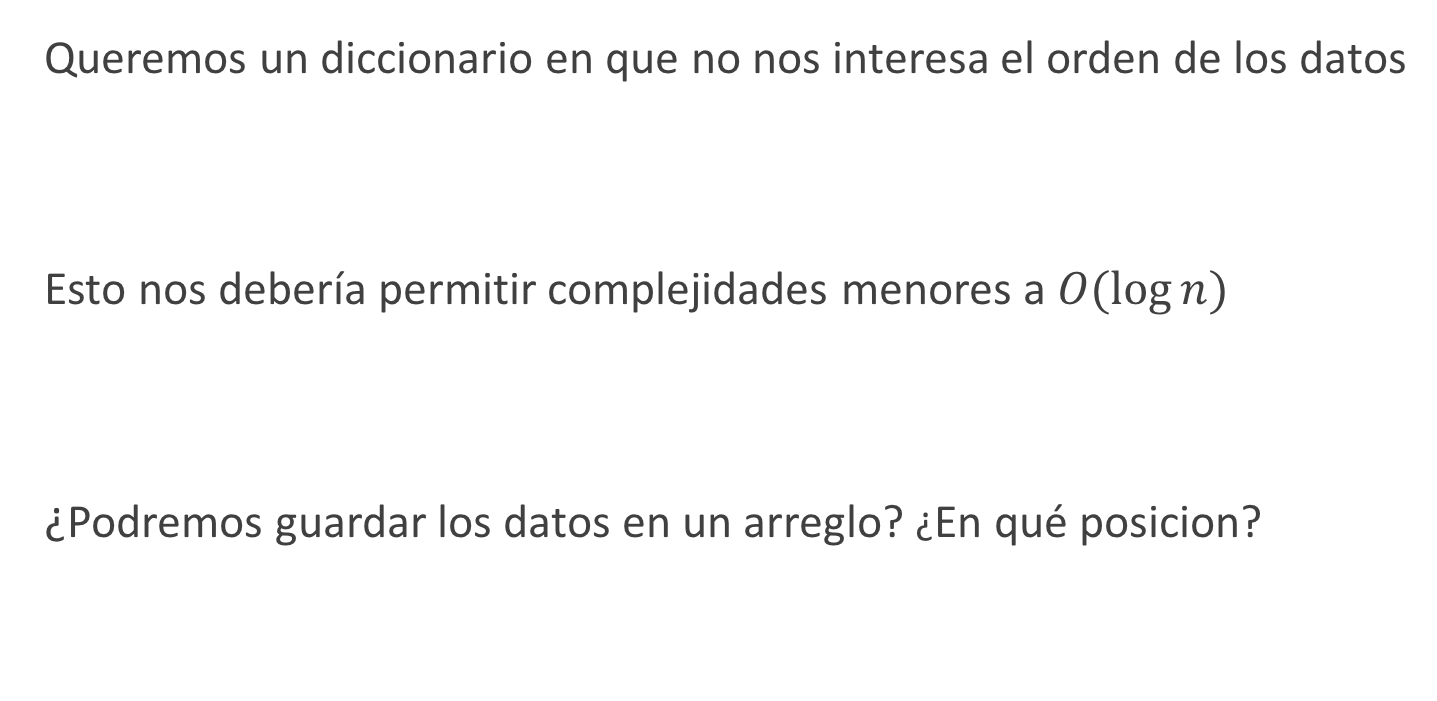 Queremos un diccionario en que no nos interesa el orden de los datos
Esto nos debería permitir complejidades menores a O(log n)
¿Podremos guardar los datos en un arreglo? ¿En qué posicion?